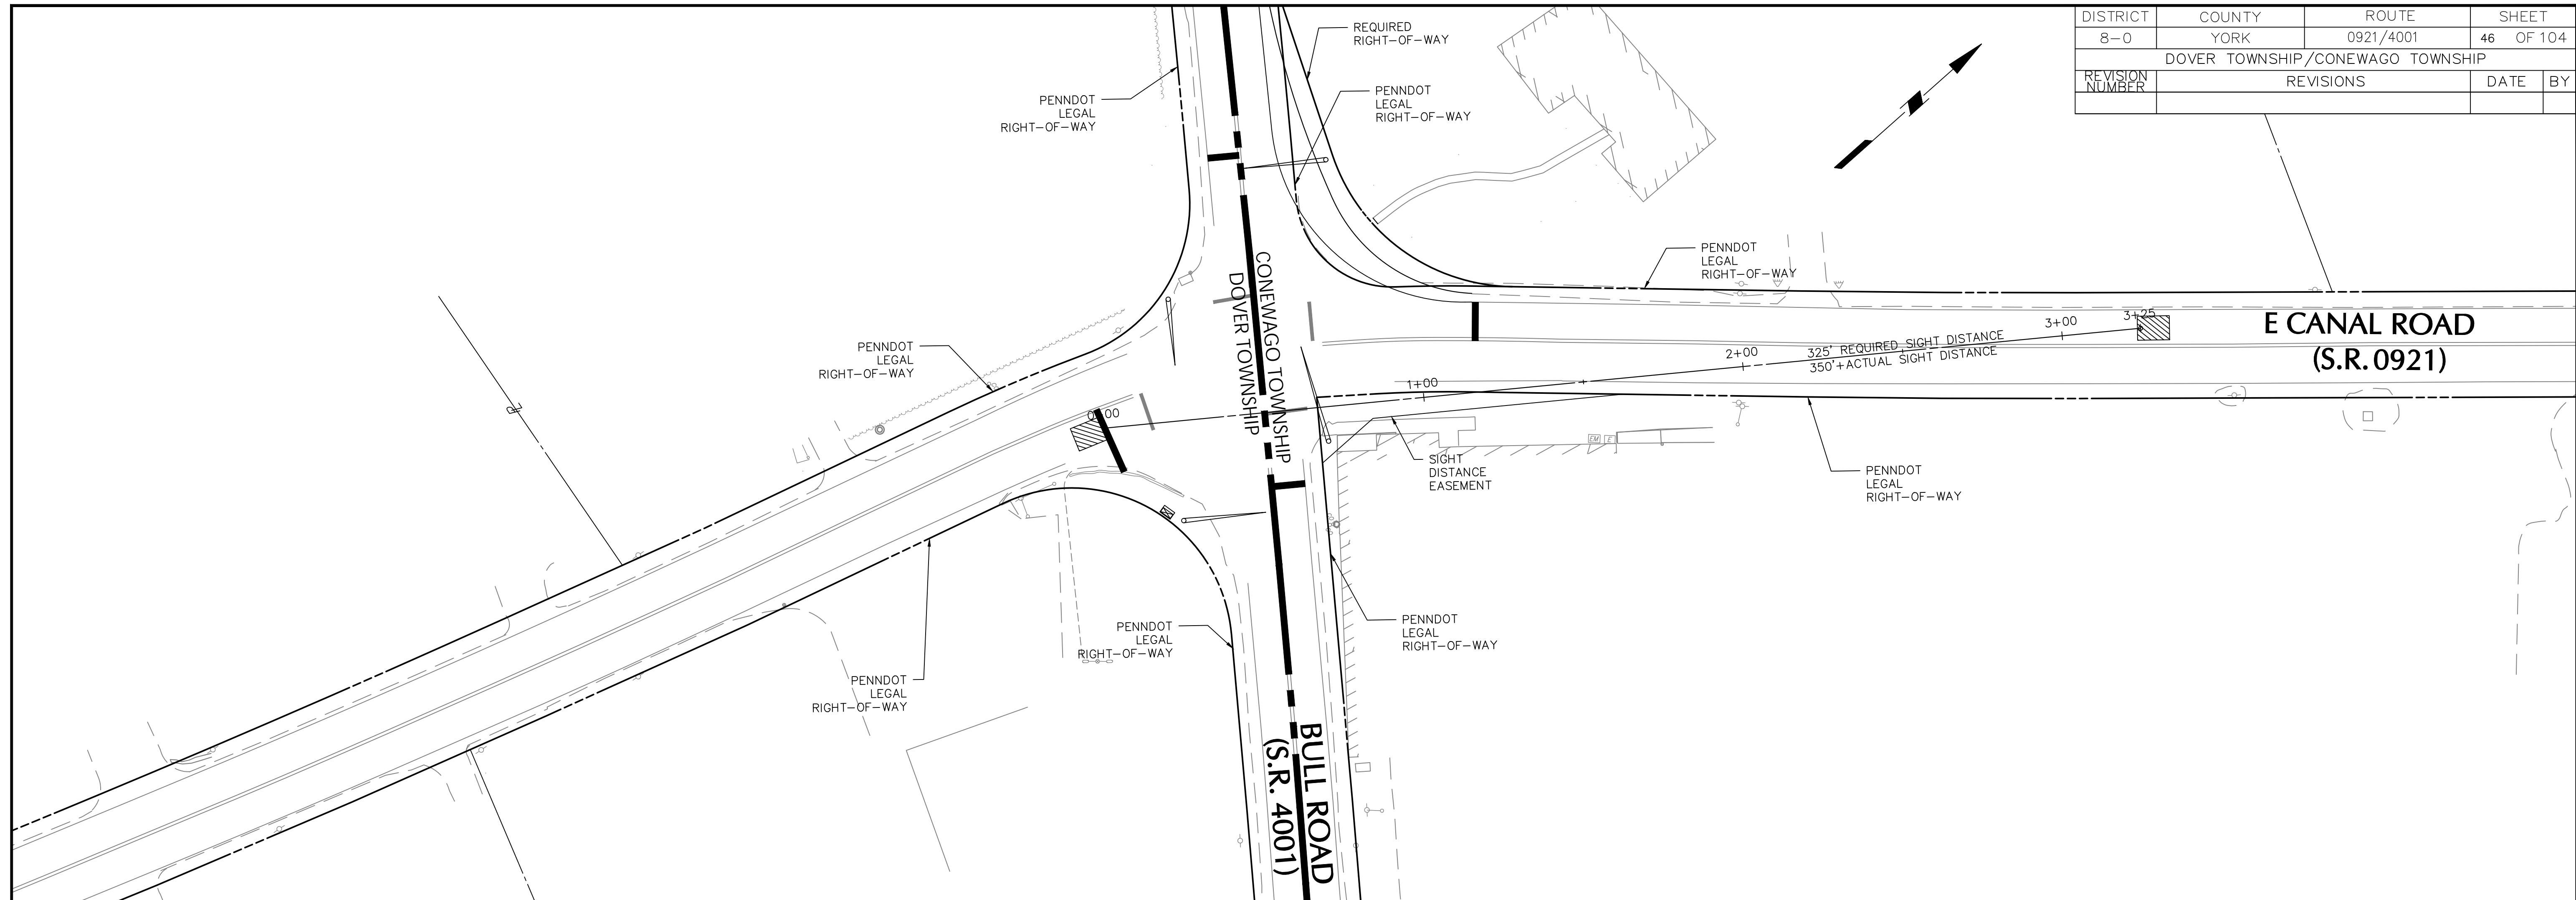 DISTRICT COUNTY ROUTE SHEET
8-0 YORK 0921/4001 46 OF 104
DOVER TOWNSHIP/CONEWAGO TOWNSHIP
REVISION NUMBER REVISIONS DATE BY
REQUIRED
RIGHT-OF-WAY
PENNDOT
LEGAL
RIGHT-OF-WAY
PENNDOT
LEGAL
RIGHT-OF-WAY
PENNDOT
LEGAL
RIGHT-OF-WAY
CONEWAGO TOWNSHIP
DOVER TOWNSHIP
PENNDOT
LEGAL
RIGHT-OF-WAY
0+00
1+00
2+00
3+00
3+25
325' REQUIRED SIGHT DISTANCE
350'+ACTUAL SIGHT DISTANCE
E CANAL ROAD
(S.R. 0921)
SIGHT
DISTANCE
EASEMENT
EM
E
PENNDOT
LEGAL
RIGHT-OF-WAY
PENNDOT
LEGAL
RIGHT-OF-WAY
PENNDOT
LEGAL
RIGHT-OF-WAY
PENNDOT
LEGAL
RIGHT-OF-WAY
BULL ROAD
(S.R. 4001)